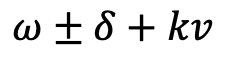 ω ± δ + kv